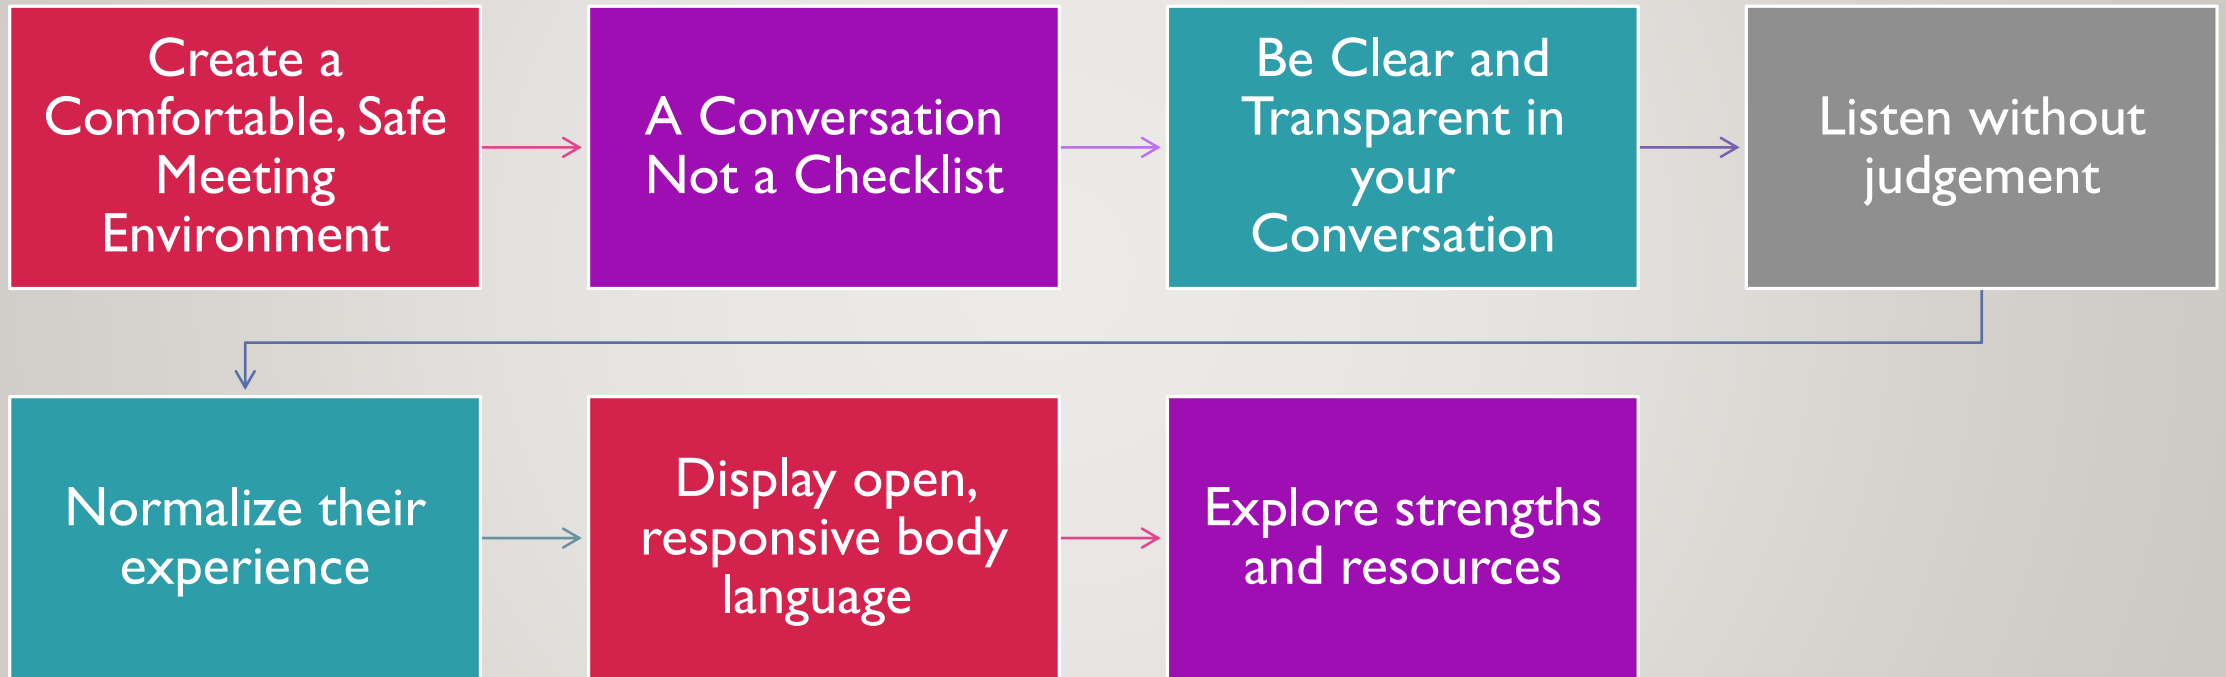 Create a
Comfortable, Safe
Meeting
Environment
A Conversation
Not a Checklist
Be Clear and
Transparent in
your
Conversation
Listen without
judgement
Normalize their
experience
Display open,
responsive body
language
Explore strengths
and resources